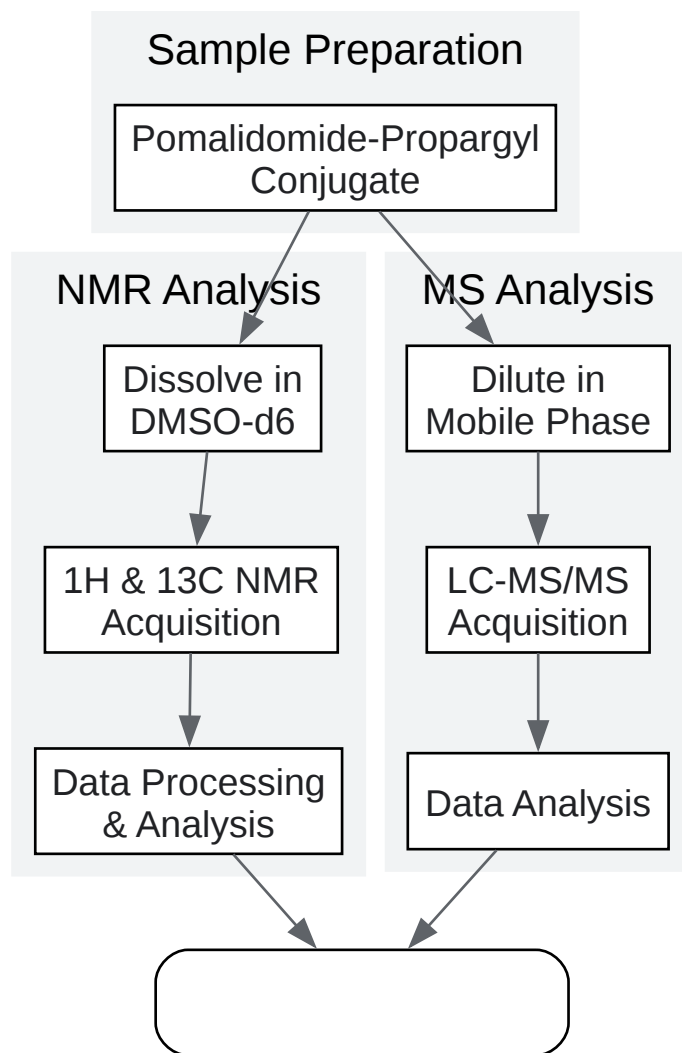 Sample Preparation
Pomalidomide-Propargyl
Conjugate
NMR Analysis
Dissolve in
DMSO-d6
1H & 13C NMR
Acquisition
Data Processing
& Analysis
MS Analysis
Dilute in
Mobile Phase
LC-MS/MS
Acquisition
Data Analysis